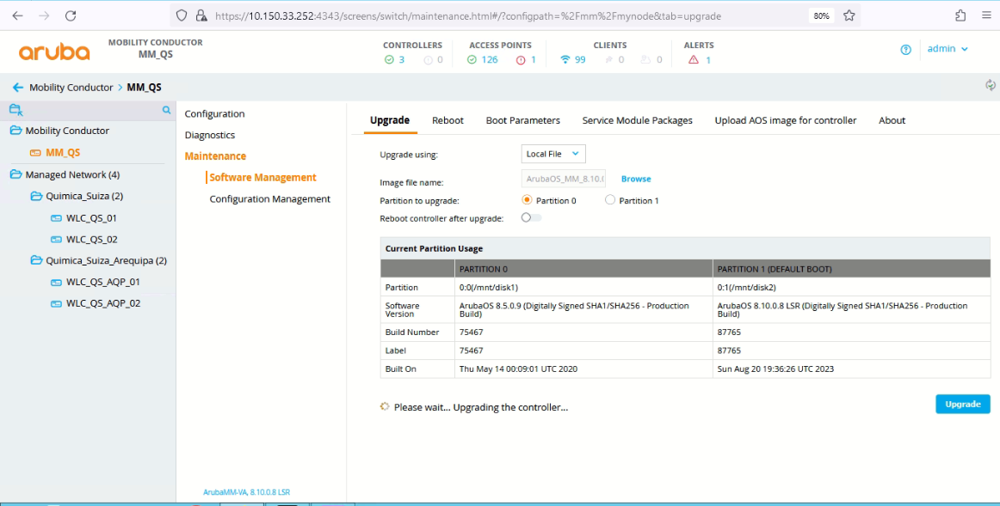 https://10.150.33.252:4343/screens/switch/maintenance.html#/?configpath=%2Fmm%2Fmynode&tab=upgrade 80%
aruba
MOBILITY CONDUCTOR
MM_QS
CONTROLLERS ACCESS POINTS CLIENTS ALERTS
3 0 126 1 99 0 0 1
admin
Mobility Conductor > MM_QS
Mobility Conductor
MM_QS
Managed Network (4)
Quimica_Suiza (2)
WLC_QS_01
WLC_QS_02
Quimica_Suiza_Arequipa (2)
WLC_QS_AQP_01
WLC_QS_AQP_02
Configuration
Diagnostics
Maintenance
Software Management
Configuration Management
ArubaMM-VA, 8.10.0.8 LSR
Upgrade Reboot Boot Parameters Service Module Packages Upload AOS image for controller About
Upgrade using: Local File
Image file name: ArubaOS_MM_8.10.( Browse
Partition to upgrade: Partition 0 Partition 1
Reboot controller after upgrade:
Current Partition Usage
PARTITION 0 PARTITION 1 (DEFAULT BOOT)
Partition 0:0(/mnt/disk1) 0:1(/mnt/disk2)
Software Version ArubaOS 8.5.0.9 (Digitally Signed SHA1/SHA256 - Production Build) ArubaOS 8.10.0.8 LSR (Digitally Signed SHA1/SHA256 - Production Build)
Build Number 75467 87765
Label 75467 87765
Built On Thu May 14 00:09:01 UTC 2020 Sun Aug 20 19:36:26 UTC 2023
Please wait... Upgrading the controller...
Upgrade